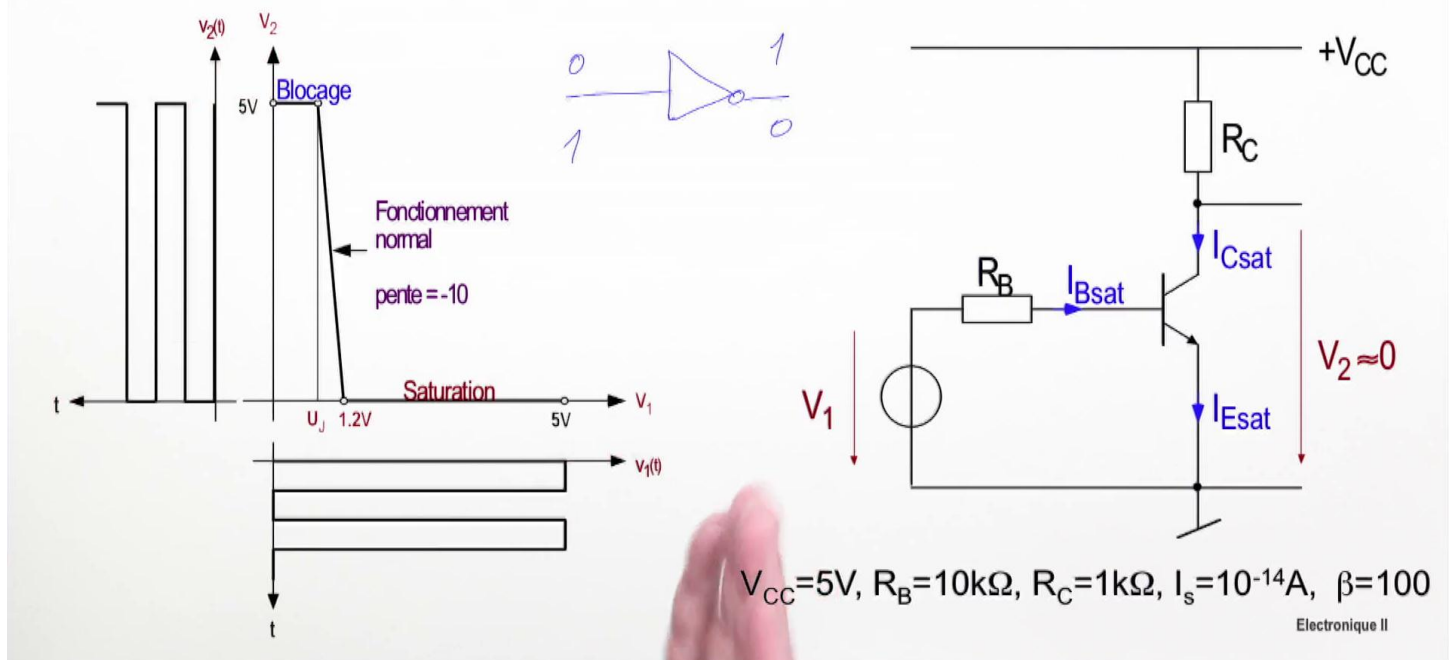 v2(t)
V2
5V
Blocage
0
1
1
0
Fonctionnement
normal
pente = -10
Saturation
t
UJ 1.2V
5V
V1
v1(t)
t
+VCC
RC
ICsat
RB
IBsat
V1
V2≈0
IEsat
VCC=5V, RB=10kΩ, RC=1kΩ, Is=10-14A, β=100
Electronique II